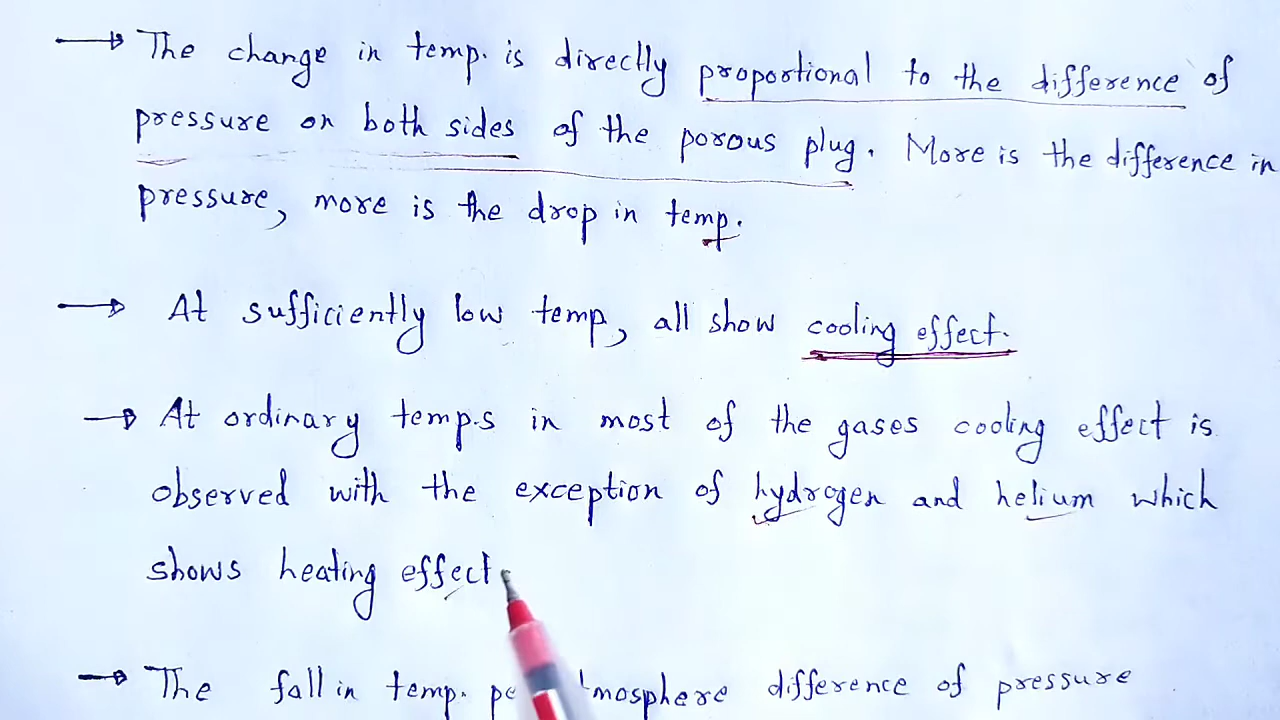 → The change in temp. is directly proportional to the difference of
pressure on both sides of the porous plug. More is the difference in
pressure, more is the drop in temp.
→ At sufficiently low temp, all show cooling effect.
→ At ordinary temp.s in most of the gases cooling effect is
observed with the exception of hydrogen and helium which
shows heating effect.
→ The fall in temp. difference of pressure